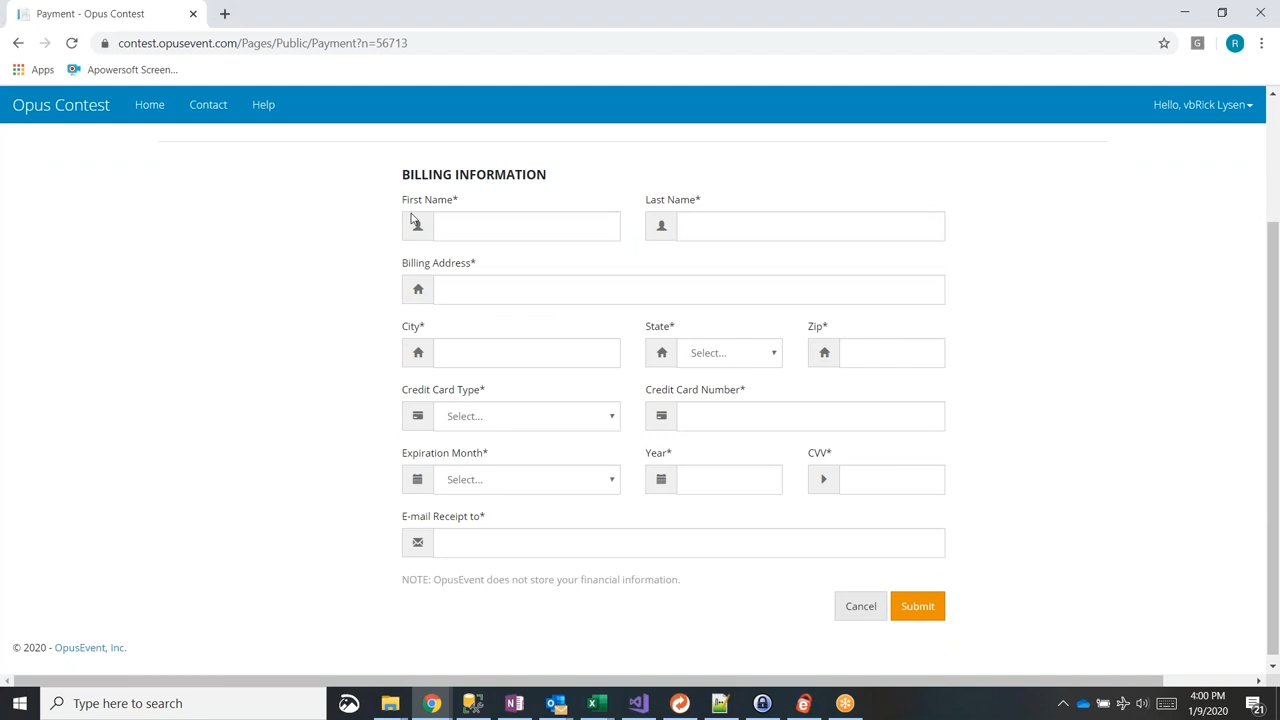 Payment - Opus Contest
contest.opusevent.com/Pages/Public/Payment?n=56713
G
R
Apps
Apowersoft Screen...
Opus Contest
Home
Contact
Help
Hello, vbRick Lysen
BILLING INFORMATION
First Name* Last Name*
Billing Address*
City* State* Zip*
Select...
Credit Card Type* Credit Card Number*
Select...
Expiration Month* Year* CVV*
Select...
E-mail Receipt to*
NOTE: OpusEvent does not store your financial information.
Cancel Submit
© 2020 - OpusEvent, Inc.
Type here to search
4:00 PM
1/9/2020
21